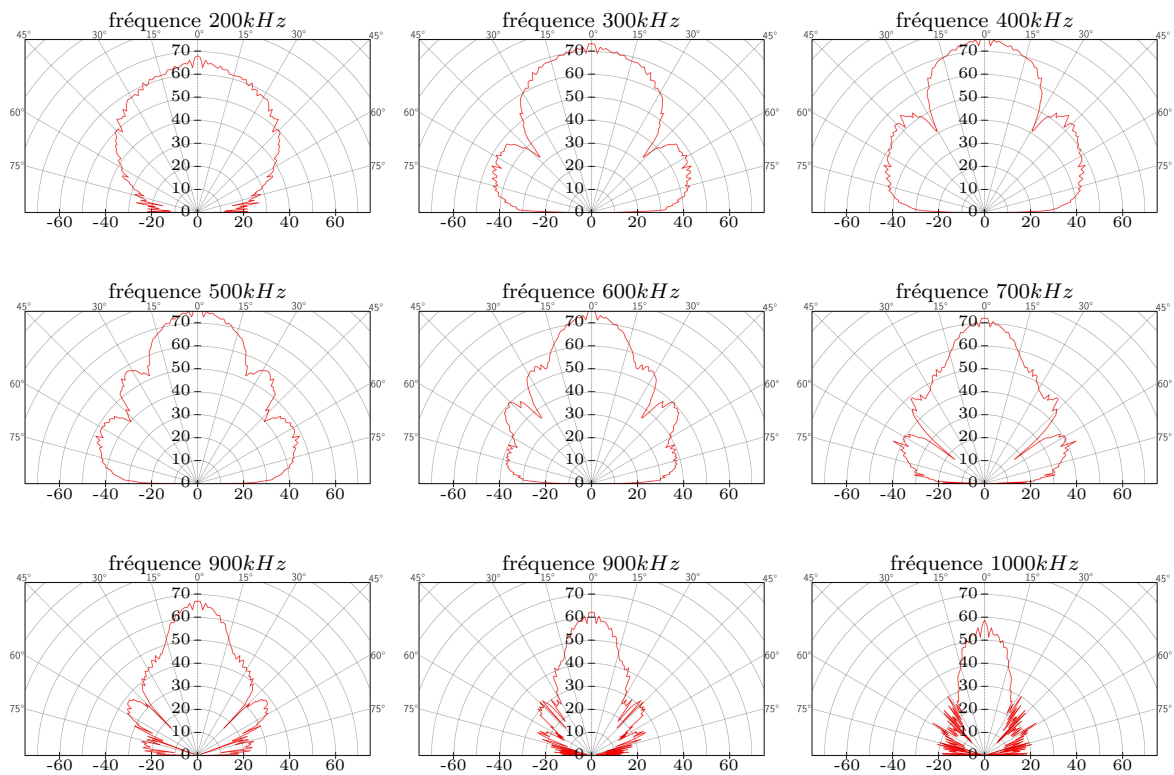 fréquence 200kHz fréquence 300kHz fréquence 400kHz
45° 30° 15° 0° 15° 30° 45° 45° 30° 15° 0° 15° 30° 45° 45° 30° 15° 0° 15° 30° 45°
70 70 70
60 60 60
60° 50 60° 50 60° 50 60°
40 40 40
30 30 30
75° 20 75° 20 75° 20 75°
10 10 10
0 0 0
-60 -40 -20 0 20 40 60 -60 -40 -20 0 20 40 60 -60 -40 -20 0 20 40 60
fréquence 500kHz fréquence 600kHz fréquence 700kHz
45° 30° 15° 0° 15° 30° 45° 45° 30° 15° 0° 15° 30° 45° 45° 30° 15° 0° 15° 30° 45°
70 70 70
60 60 60
60° 50 60° 50 60° 50 60°
40 40 40
30 30 30
75° 20 75° 20 75° 20 75°
10 10 10
0 0 0
-60 -40 -20 0 20 40 60 -60 -40 -20 0 20 40 60 -60 -40 -20 0 20 40 60
fréquence 900kHz fréquence 900kHz fréquence 1000kHz
45° 30° 15° 0° 15° 30° 45° 45° 30° 15° 0° 15° 30° 45° 45° 30° 15° 0° 15° 30° 45°
70 70 70
60 60 60
60° 50 60° 50 60° 50 60°
40 40 40
30 30 30
75° 20 75° 20 75° 20 75°
10 10 10
0 0 0
-60 -40 -20 0 20 40 60 -60 -40 -20 0 20 40 60 -60 -40 -20 0 20 40 60